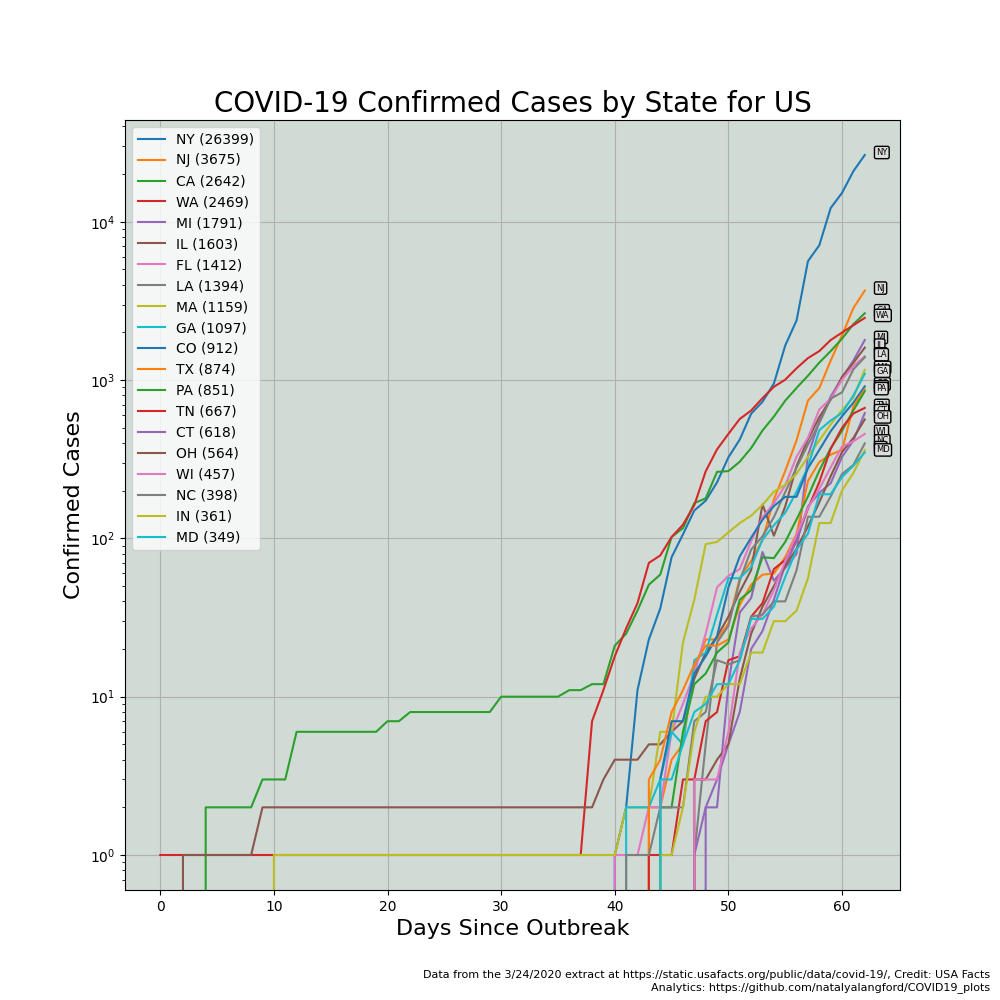 COVID-19 Confirmed Cases by State for US
NY (26399)
NJ (3675)
CA (2642)
WA (2469)
MI (1791)
IL (1603)
FL (1412)
LA (1394)
MA (1159)
GA (1097)
CO (912)
TX (874)
PA (851)
TN (667)
CT (618)
OH (564)
WI (457)
NC (398)
IN (361)
MD (349)
NY
NJ
WA
LA
GA
PA
OH
MD
Confirmed Cases
10⁴
10³
10²
10¹
10⁰
0 10 20 30 40 50 60
Days Since Outbreak
Data from the 3/24/2020 extract at https://static.usafacts.org/public/data/covid-19/, Credit: USA Facts
Analytics: https://github.com/natalyalangford/COVID19_plots